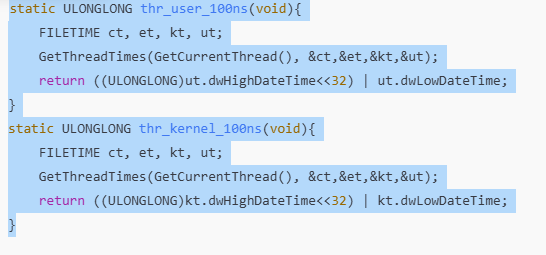 static ULONGLONG thr_user_100ns(void){
    FILETIME ct, et, kt, ut;
    GetThreadTimes(GetCurrentThread(), &ct,&et,&kt,&ut);
    return ((ULONGLONG)ut.dwHighDateTime<<32) | ut.dwLowDateTime;
}
static ULONGLONG thr_kernel_100ns(void){
    FILETIME ct, et, kt, ut;
    GetThreadTimes(GetCurrentThread(), &ct,&et,&kt,&ut);
    return ((ULONGLONG)kt.dwHighDateTime<<32) | kt.dwLowDateTime;
}